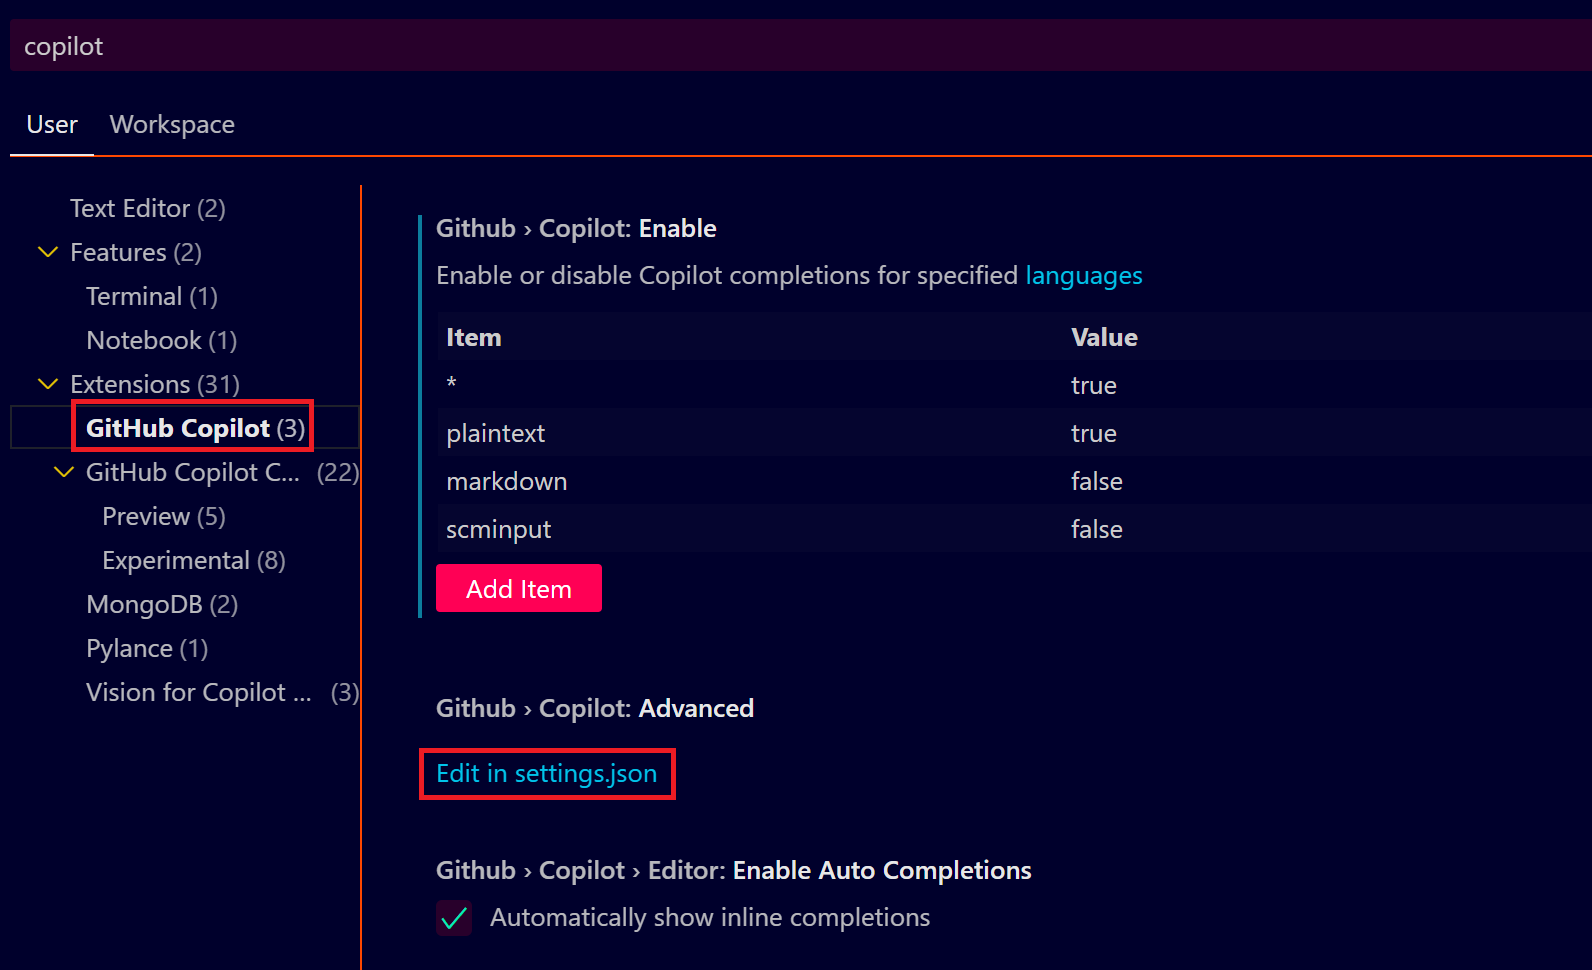 copilot
User Workspace
Text Editor (2)
Features (2)
Terminal (1)
Notebook (1)
Extensions (31)
GitHub Copilot (3)
GitHub Copilot C... (22)
Preview (5)
Experimental (8)
MongoDB (2)
Pylance (1)
Vision for Copilot ... (3)
Github › Copilot: Enable
Enable or disable Copilot completions for specified languages
Item Value
* true
plaintext true
markdown false
scminput false
Add Item
Github › Copilot: Advanced
Edit in settings.json
Github › Copilot › Editor: Enable Auto Completions
Automatically show inline completions